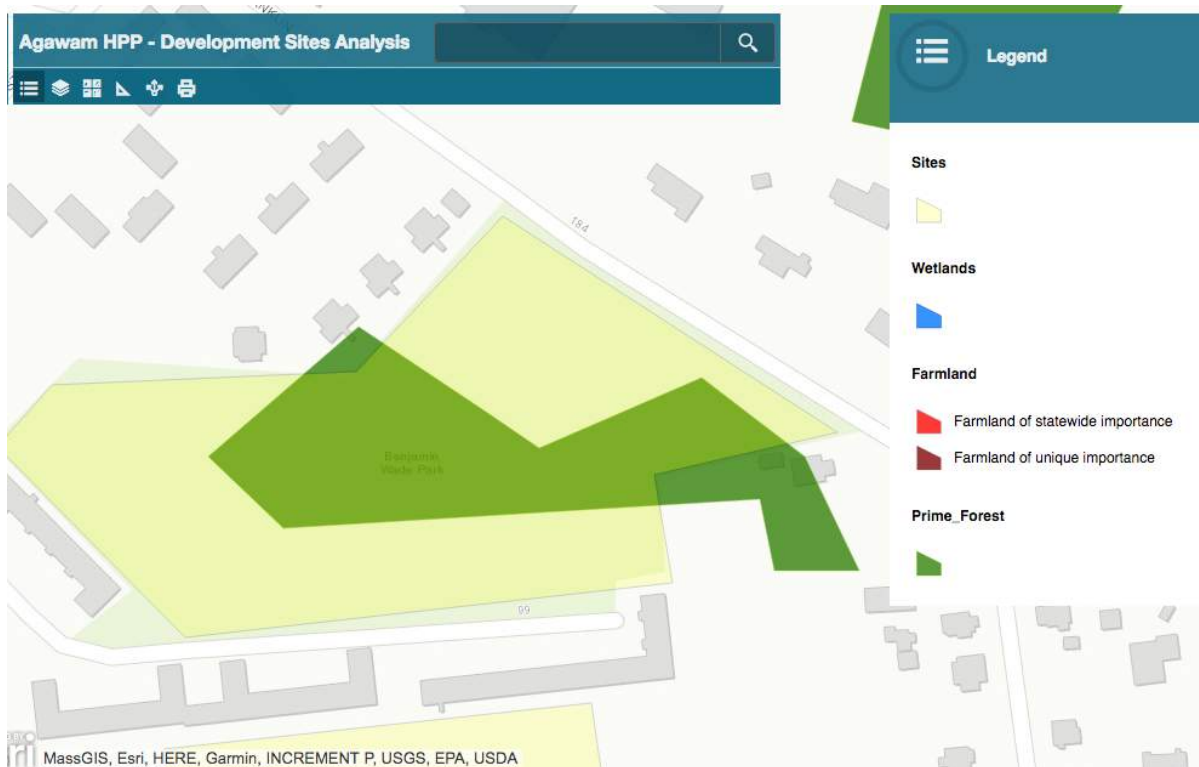 Agawam HPP - Development Sites Analysis
Legend
Sites
Wetlands
Farmland
Farmland of statewide importance
Farmland of unique importance
Prime_Forest
184
Benjamin
Wade Park
99
MassGIS, Esri, HERE, Garmin, INCREMENT P, USGS, EPA, USDA